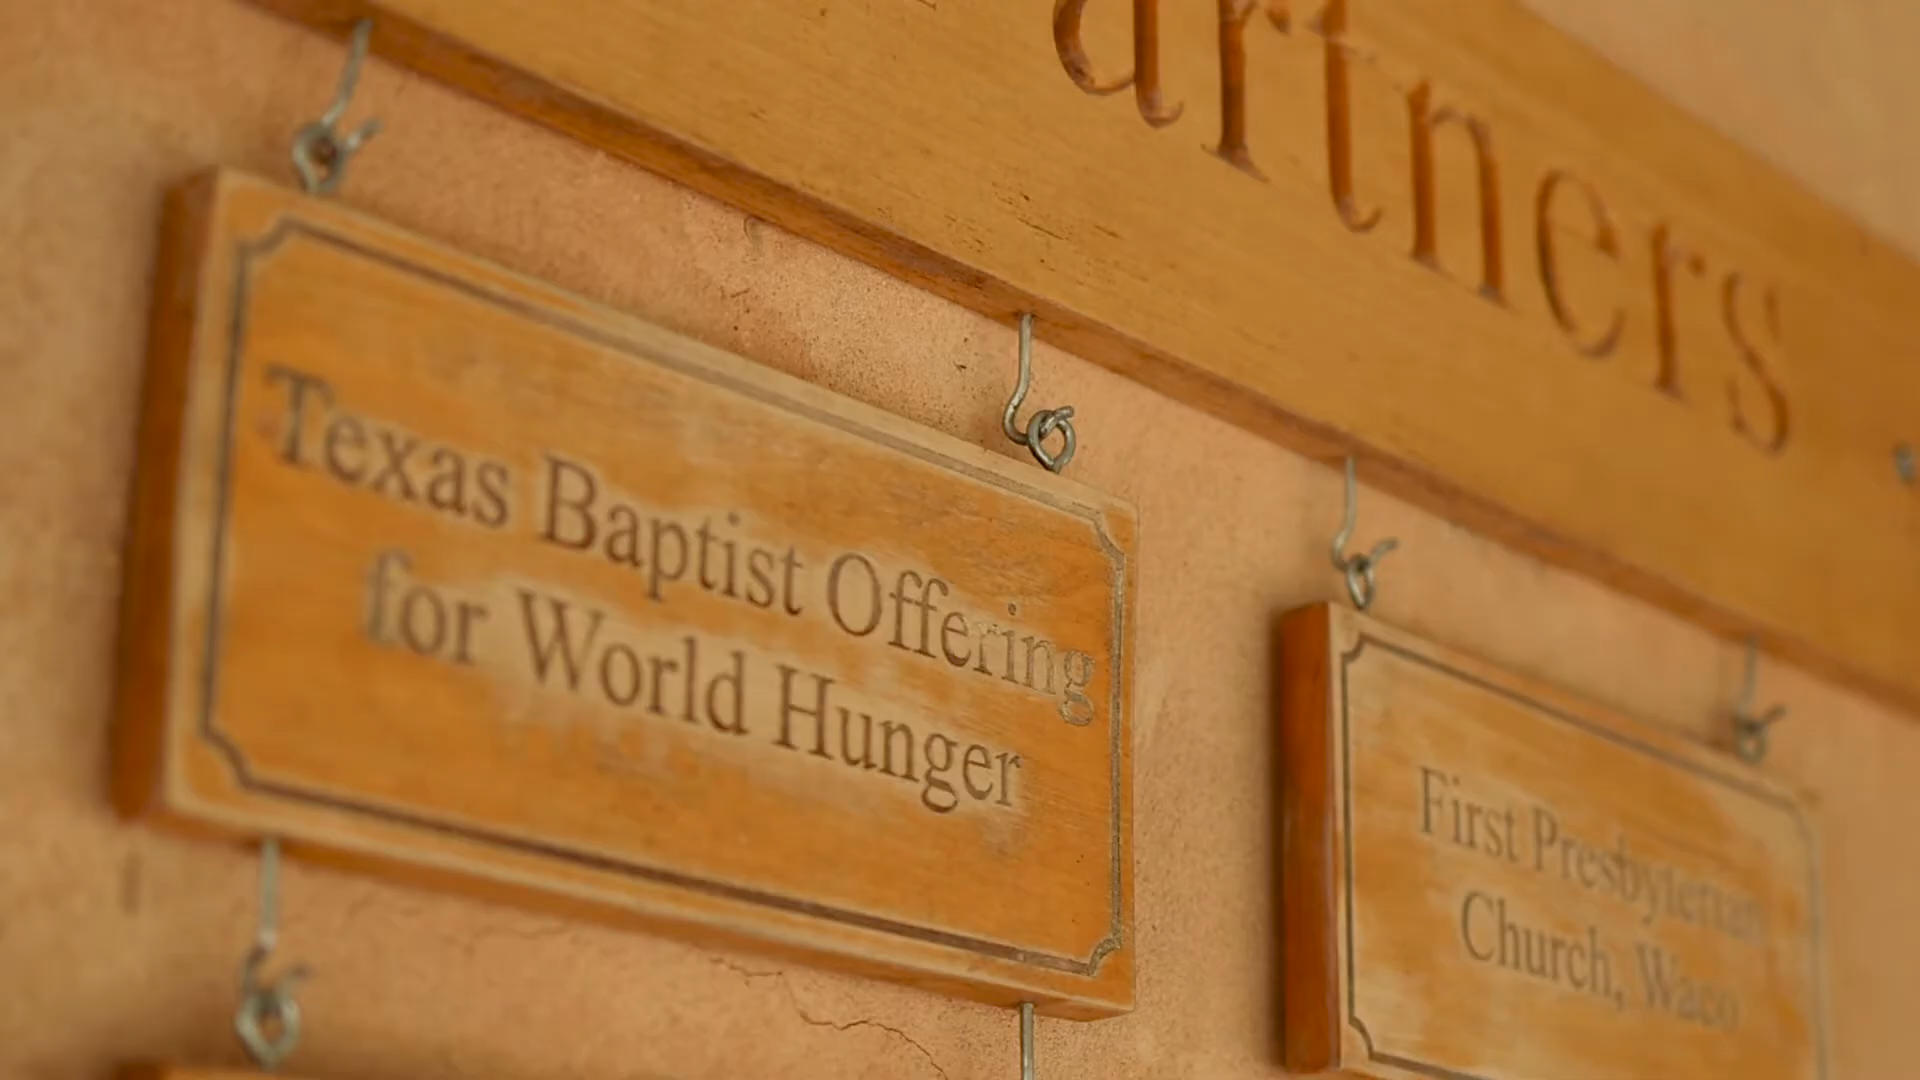 artners
Texas Baptist Offering
for World Hunger
First Presbyterian
Church, Waco